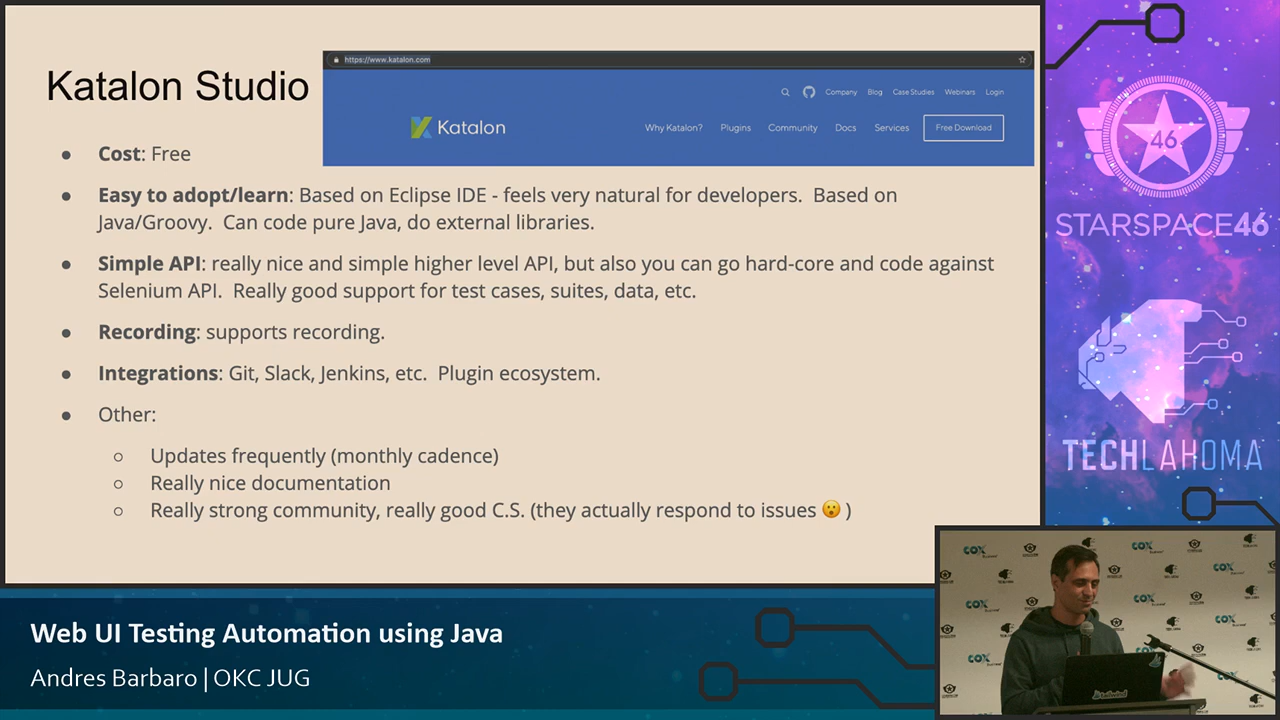 Katalon Studio
https://www.katalon.com
Company Blog Case Studies Webinars Login
Katalon
Why Katalon? Plugins Community Docs Services Free Download
● Cost: Free
● Easy to adopt/learn: Based on Eclipse IDE - feels very natural for developers. Based on
Java/Groovy. Can code pure Java, do external libraries.
● Simple API: really nice and simple higher level API, but also you can go hard-core and code against
Selenium API. Really good support for test cases, suites, data, etc.
● Recording: supports recording.
● Integrations: Git, Slack, Jenkins, etc. Plugin ecosystem.
● Other:
○ Updates frequently (monthly cadence)
○ Really nice documentation
○ Really strong community, really good C.S. (they actually respond to issues 😮 )
46
STARSPACE46
TECHLAHOMA
COX
COX
COX
COX
COX
COX
Web UI Testing Automation using Java
Andres Barbaro | OKC JUG